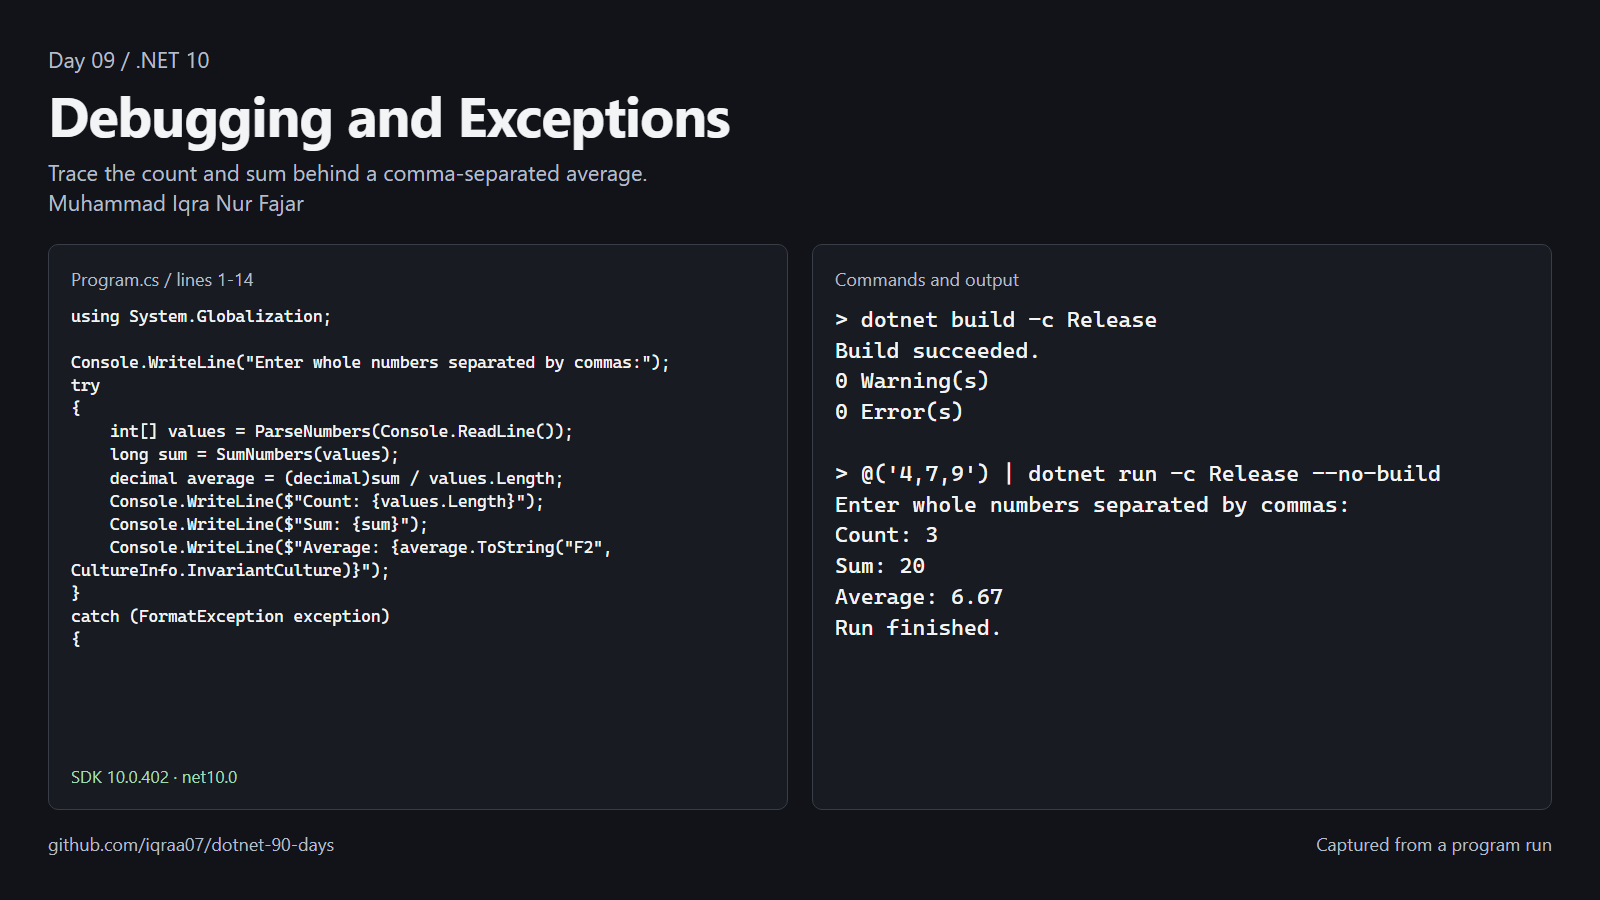 Day 09 / .NET 10
Debugging and Exceptions
Trace the count and sum behind a comma-separated average.
Muhammad Iqra Nur Fajar
Program.cs / lines 1-14
using System.Globalization;
Console.WriteLine("Enter whole numbers separated by commas:");
try
{
    int[] values = ParseNumbers(Console.ReadLine());
    long sum = SumNumbers(values);
    decimal average = (decimal)sum / values.Length;
    Console.WriteLine($"Count: {values.Length}");
    Console.WriteLine($"Sum: {sum}");
    Console.WriteLine($"Average: {average.ToString("F2",
CultureInfo.InvariantCulture)}");
}
catch (FormatException exception)
{
SDK 10.0.402 · net10.0
Commands and output
> dotnet build -c Release
Build succeeded.
0 Warning(s)
0 Error(s)
> @('4,7,9') | dotnet run -c Release --no-build
Enter whole numbers separated by commas:
Count: 3
Sum: 20
Average: 6.67
Run finished.
github.com/iqraa07/dotnet-90-days
Captured from a program run